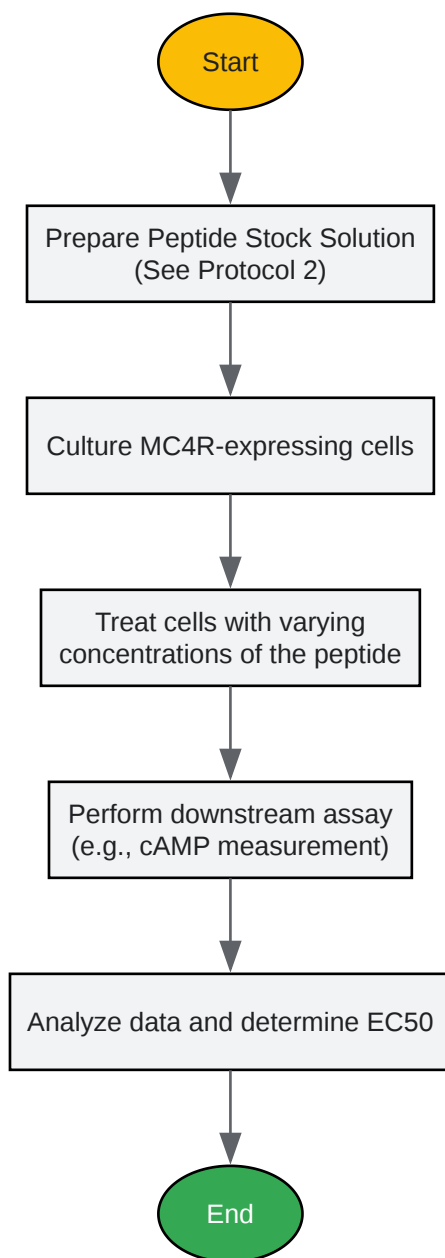 Start
Prepare Peptide Stock Solution
(See Protocol 2)
Culture MC4R-expressing cells
Treat cells with varying
concentrations of the peptide
Perform downstream assay
(e.g., cAMP measurement)
Analyze data and determine EC50
End